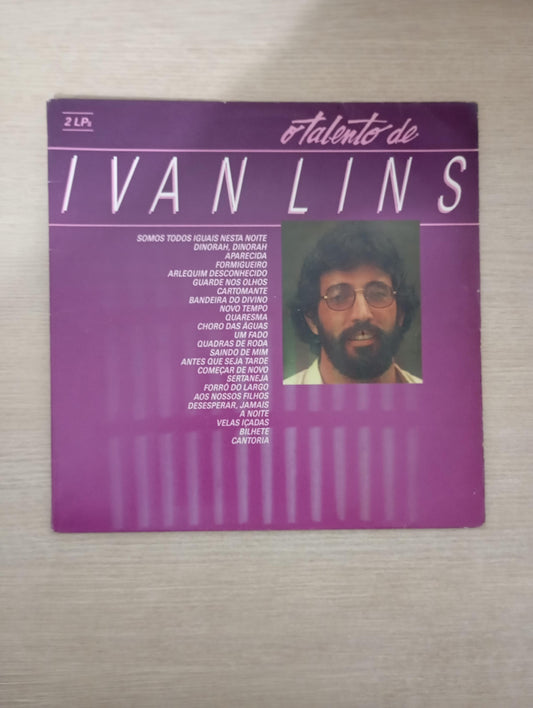 2 LPs
o talento de
IVAN LINS
SOMOS TODOS IGUAIS NESTA NOITE
DINORAH, DINORAH
APARECIDA
FORMIGUEIRO
ARLEQUIM DESCONHECIDO
GUARDE NOS OLHOS
CARTOMANTE
BANDEIRA DO DIVINO
NOVO TEMPO
QUARESMA
CHORO DAS ÁGUAS
UM FADO
QUADRAS DE RODA
SAINDO DE MIM
ANTES QUE SEJA TARDE
COMEÇAR DE NOVO
SERTANEJA
FORRÓ DO LARGO
AOS NOSSOS FILHOS
DESESPERAR, JAMAIS
A NOITE
VELAS IÇADAS
BILHETE
CANTORIA